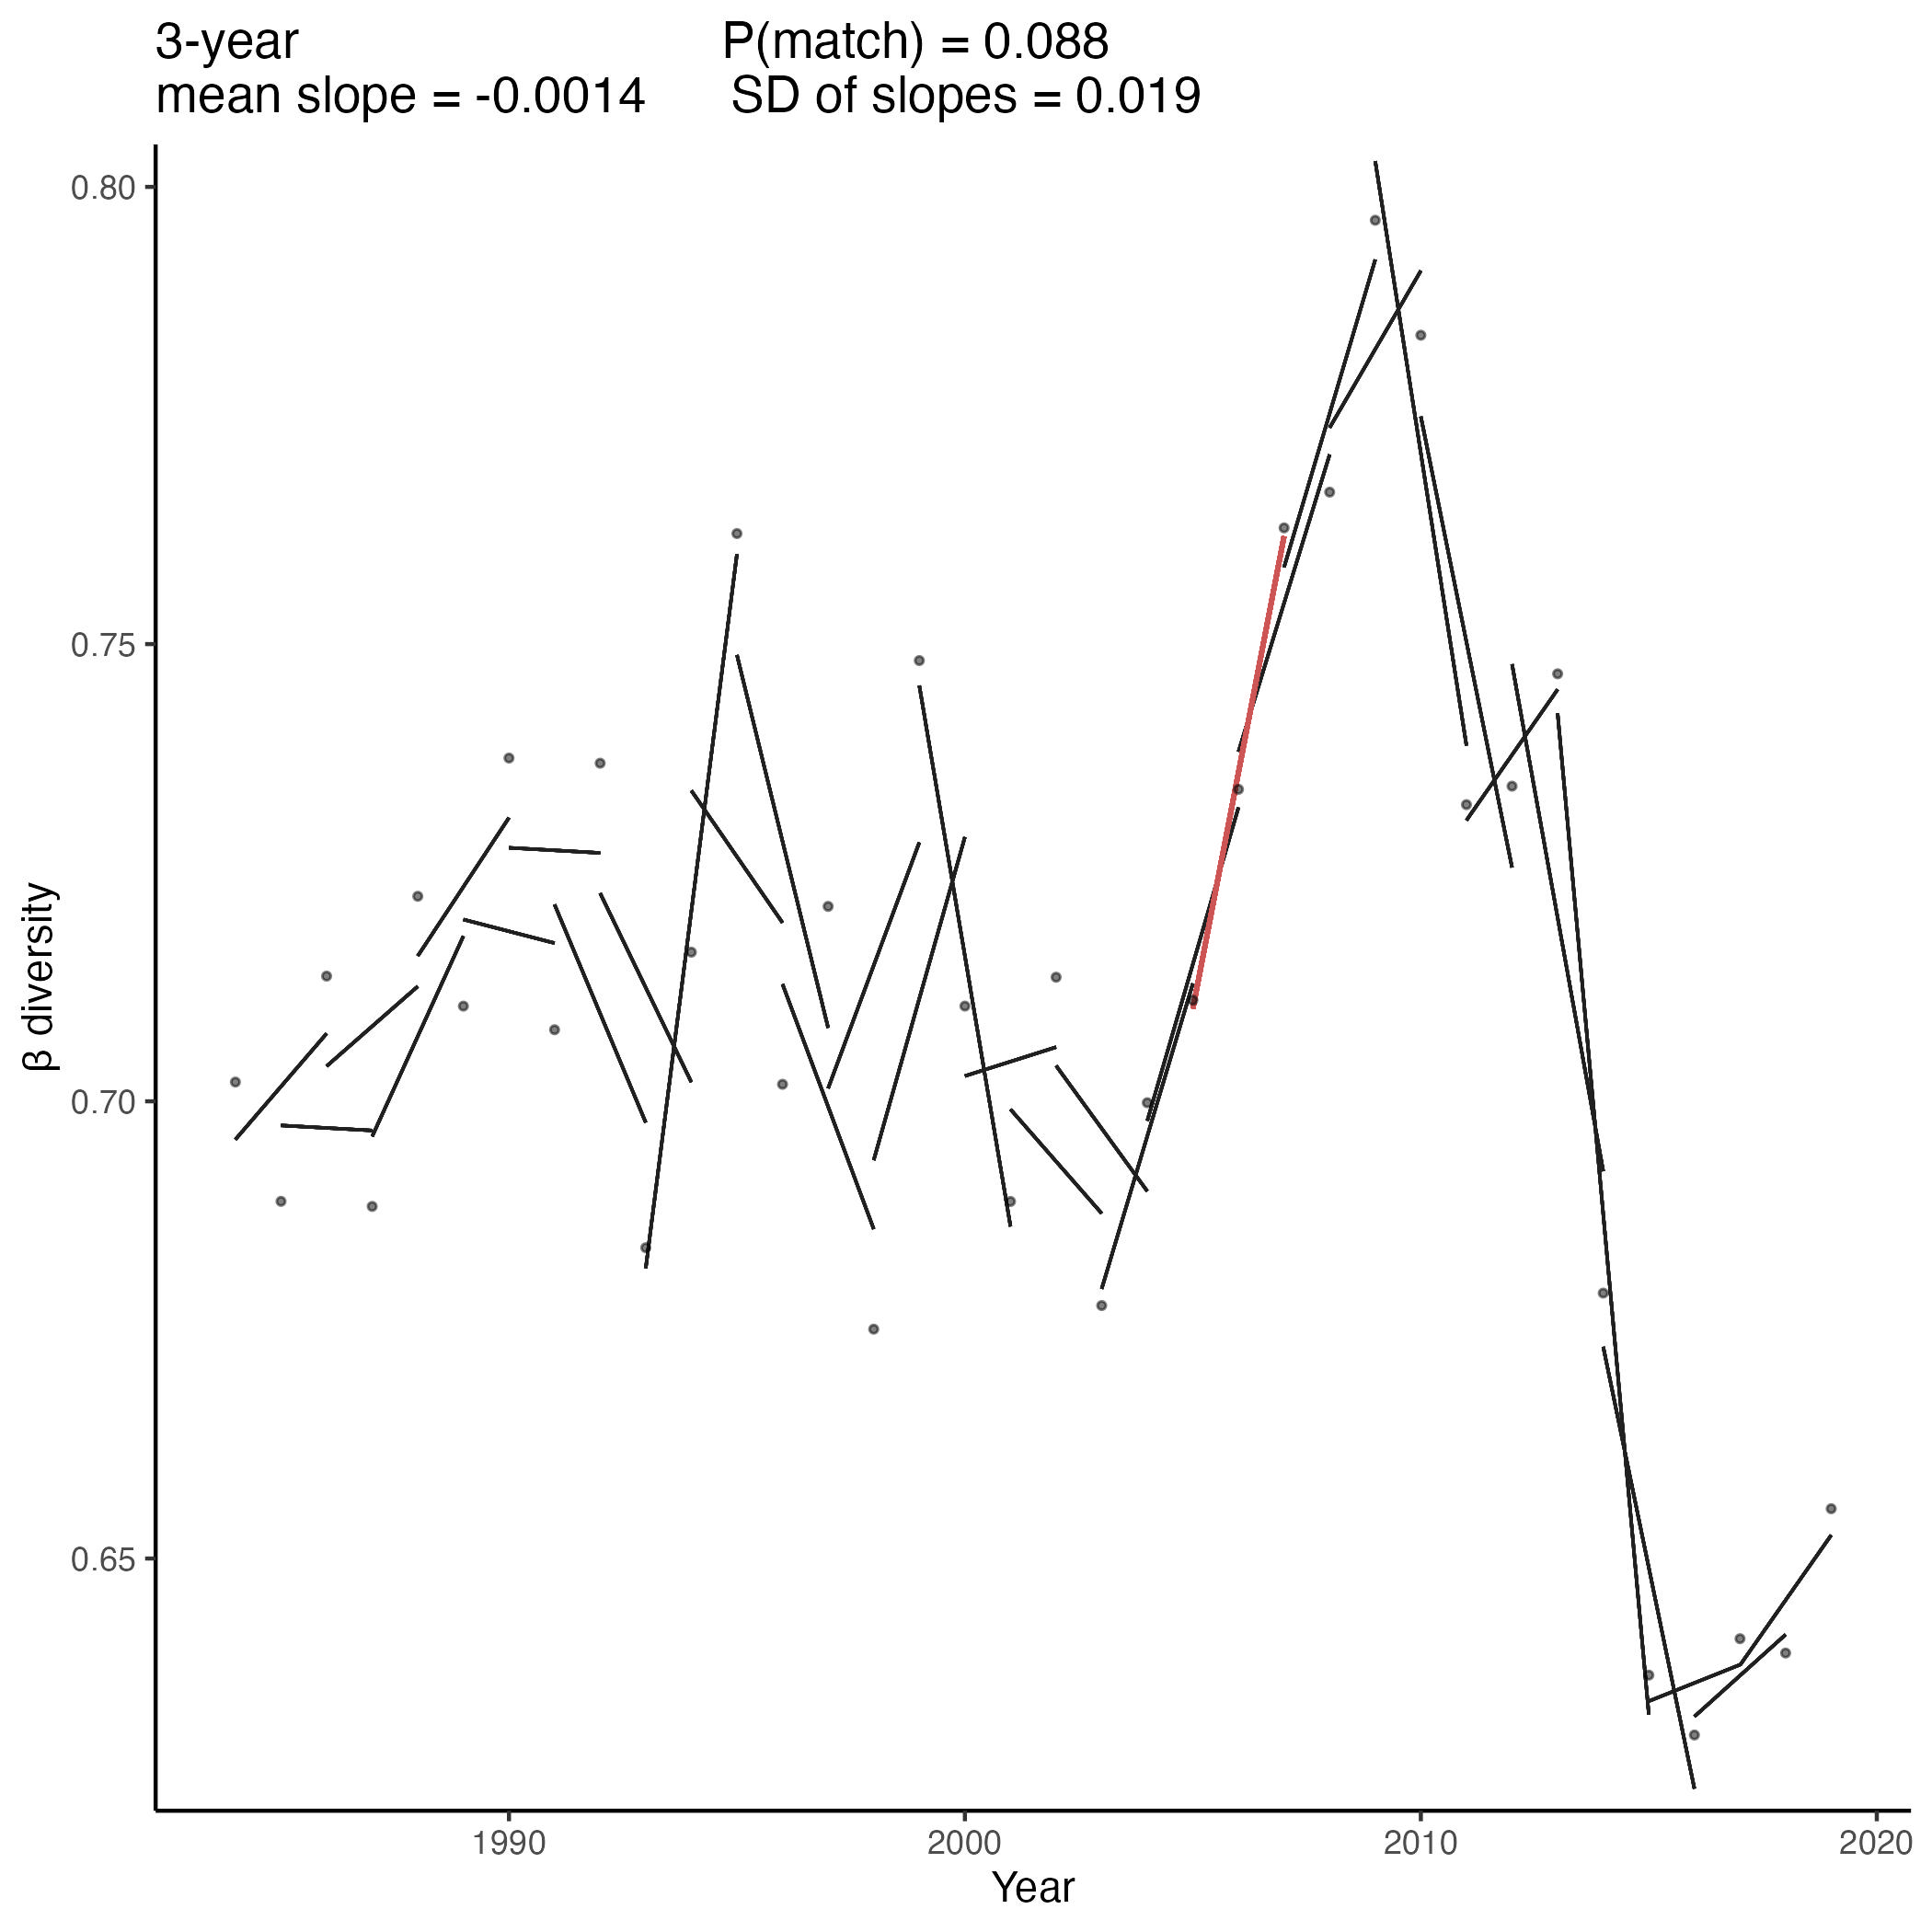 3-year P(match) = 0.088
mean slope = -0.0014 SD of slopes = 0.019
0.80
0.75
0.70
0.65
β diversity
1990 2000 2010 2020
Year